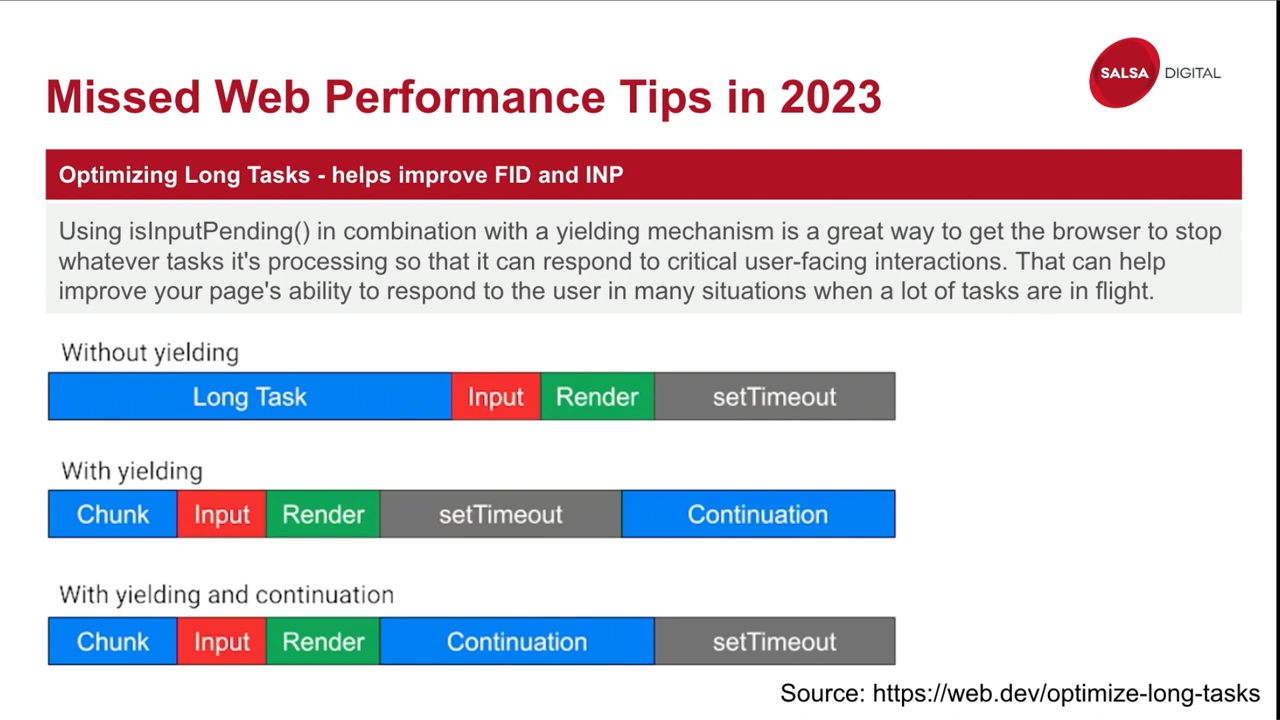 SALSA DIGITAL
Missed Web Performance Tips in 2023
Optimizing Long Tasks - helps improve FID and INP
Using isInputPending() in combination with a yielding mechanism is a great way to get the browser to stop
whatever tasks it's processing so that it can respond to critical user-facing interactions. That can help
improve your page's ability to respond to the user in many situations when a lot of tasks are in flight.
Without yielding
Long Task Input Render setTimeout
With yielding
Chunk Input Render setTimeout Continuation
With yielding and continuation
Chunk Input Render Continuation setTimeout
Source: https://web.dev/optimize-long-tasks